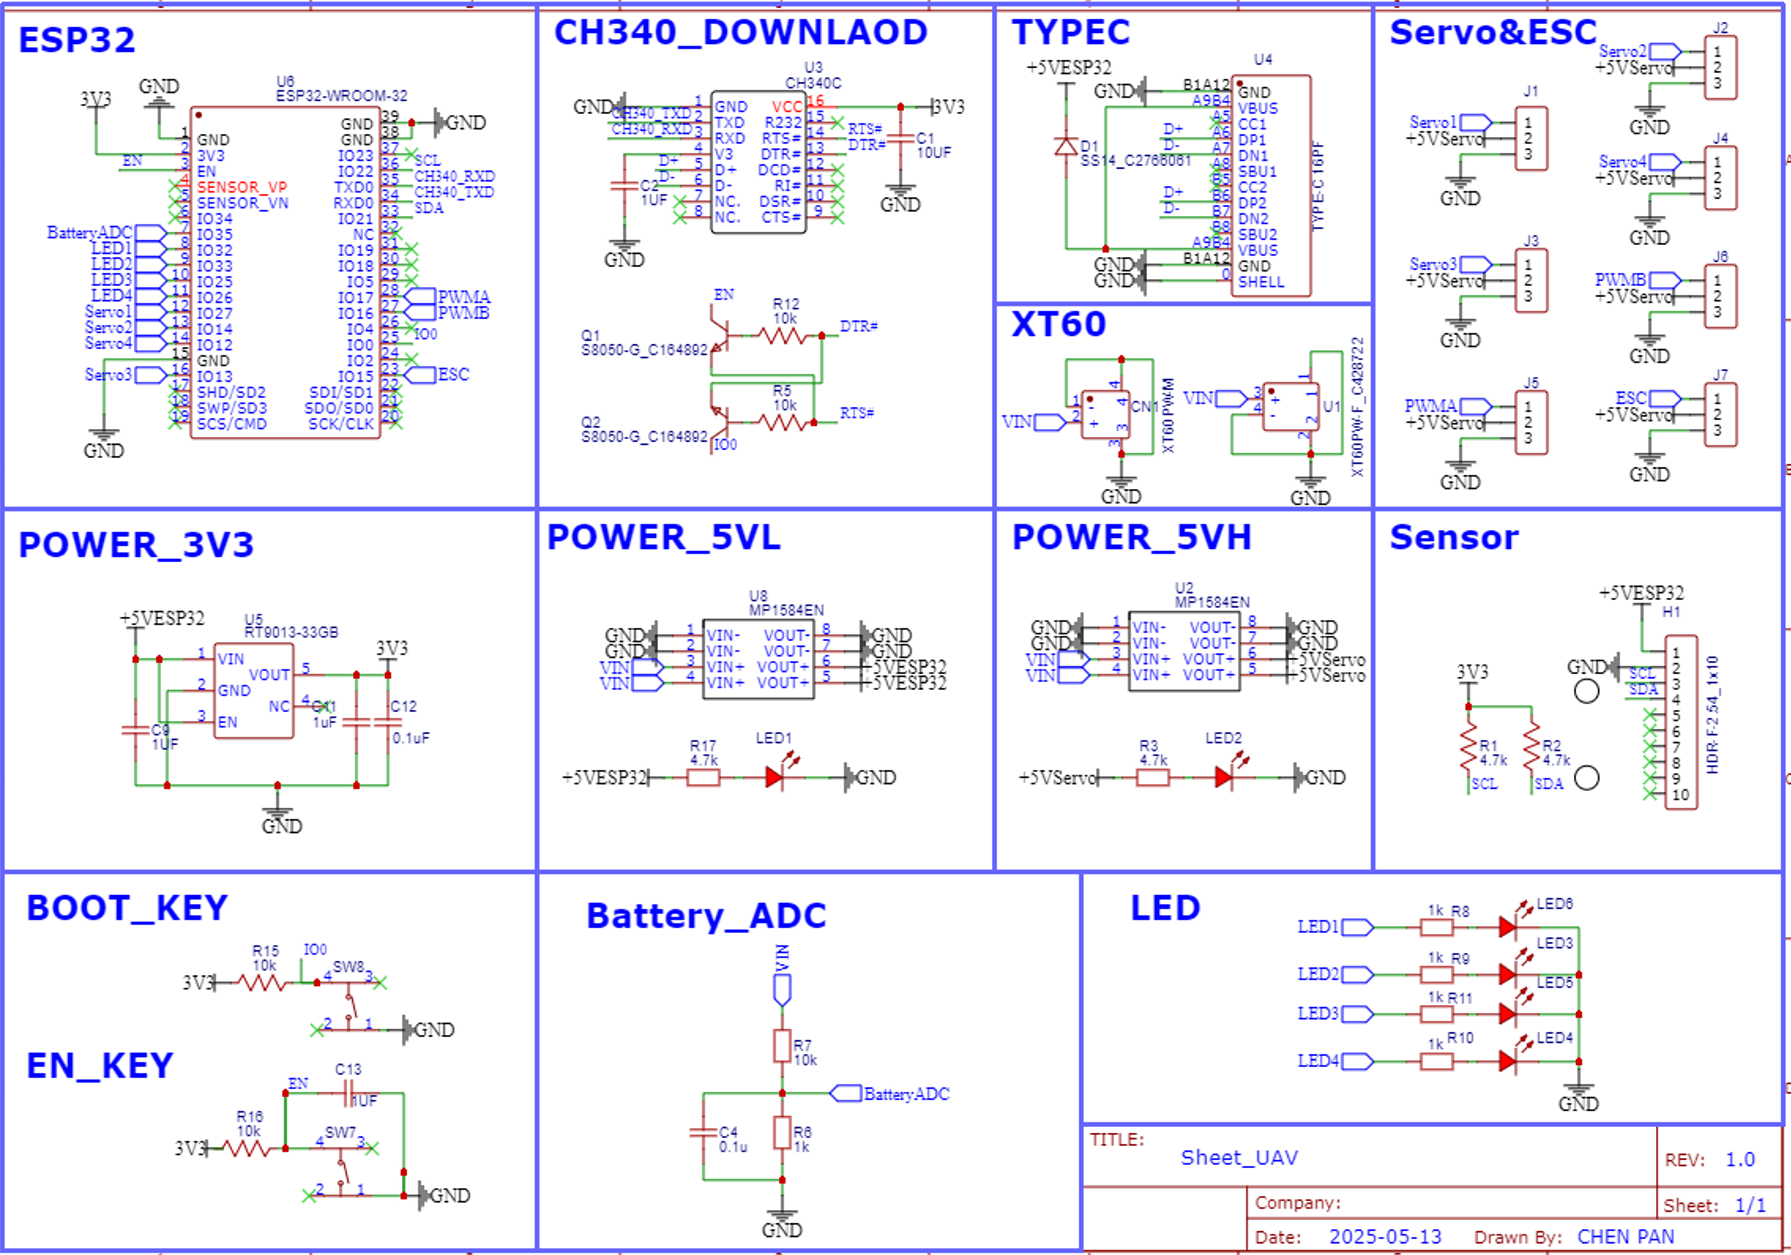 ESP32
U6
ESP32-WROOM-32
GND
3V3
1 GND
2 3V3
EN 3 EN
4 SENSOR_VP
5 SENSOR_VN
6 IO34
BatteryADC 7 IO35
LED1 8 IO32
LED2 9 IO33
LED3 10 IO25
LED4 11 IO26
Servo1 12 IO27
Servo2 13 IO14
Servo4 14 IO12
15 GND
Servo3 16 IO13
17 SHD/SD2
18 SWP/SD3
19 SCS/CMD
GND
GND 39 GND
GND 38
IO23 37
IO22 36 SCL
TXD0 35 CH340_RXD
RXD0 34 CH340_TXD
IO21 33 SDA
NC 32
IO19 31
IO18 30
IO5 29
IO17 28 PWMA
IO16 27 PWMB
IO4 26
IO0 25 IO0
IO2 24
IO15 23 ESC
SDI/SD1 22
SDO/SD0 21
SCK/CLK 20
CH340_DOWNLAOD
U3
CH340C
GND 1 GND VCC 16 3V3
CH340_TXD 2 TXD R232 15
CH340_RXD 3 RXD RTS# 14 RTS#
4 V3 DTR# 13 DTR#
D+ 5 D+ DCD# 12
D- 6 D- RI# 11
7 NC. DSR# 10
8 NC. CTS# 9
C1
10UF
GND
C2
1UF
GND
EN
R12
10k
DTR#
Q1
S8050-G_C164892
R5
10k
RTS#
Q2
S8050-G_C164892
IO0
TYPEC
+5VESP32
U4
GND B1A12 GND
A9B4 VBUS
A5 CC1
D+ A6 DP1
D- A7 DN1
A8 SBU1
B5 CC2
D+ B6 DP2
D- B7 DN2
B8 SBU2
A9B4 VBUS
GND B1A12 GND
GND 0 SHELL
D1
SS14_C2766061
TYPE-C 16PF
XT60
VIN
1 - 4 4
2 + 3 3
CN1
XT60PW-M
GND
VIN
3 + 1 1
4 - 2 2
U1
XT60PW-F_C428722
GND
Servo&ESC
J1
Servo1 1
+5VServo 2
3
GND
J2
Servo2 1
+5VServo 2
3
GND
J4
Servo4 1
+5VServo 2
3
GND
J3
Servo3 1
+5VServo 2
3
GND
J6
PWMB 1
+5VServo 2
3
GND
J5
PWMA 1
+5VServo 2
3
GND
J7
ESC 1
+5VServo 2
3
GND
POWER_3V3
+5VESP32
U5
RT9013-33GB
1 VIN
2 GND
3 EN
VOUT 5
NC 4
3V3
C9
1UF
C11
1uF
C12
0.1uF
GND
POWER_5VL
U8
MP1584EN
GND 1 VIN- VOUT- 8 GND
GND 2 VIN- VOUT- 7 GND
VIN 3 VIN+ VOUT+ 6 +5VESP32
VIN 4 VIN+ VOUT+ 5 +5VESP32
+5VESP32
R17
4.7k
LED1
GND
POWER_5VH
U2
MP1584EN
GND 1 VIN- VOUT- 8 GND
GND 2 VIN- VOUT- 7 GND
VIN 3 VIN+ VOUT+ 6 +5VServo
VIN 4 VIN+ VOUT+ 5 +5VServo
+5VServo
R3
4.7k
LED2
GND
Sensor
+5VESP32
H1
1
GND 2
SCL 3
SDA 4
5
6
7
8
9
10
HDR-F-2.54_1x10
3V3
R1
4.7k
SCL
R2
4.7k
SDA
BOOT_KEY
3V3
R15
10k
IO0
SW8
4 3
2 1
GND
EN_KEY
3V3
R16
10k
EN
C13
1UF
SW7
4 3
2 1
GND
Battery_ADC
VIN
R7
10k
BatteryADC
C4
0.1u
R6
1k
GND
LED
LED1 1k R8 LED6
LED2 1k R9 LED3
LED3 1k R11 LED5
LED4 1k R10 LED4
GND
TITLE:
Sheet_UAV
REV: 1.0
Company:
Sheet: 1/1
Date: 2025-05-13 Drawn By: CHEN PAN